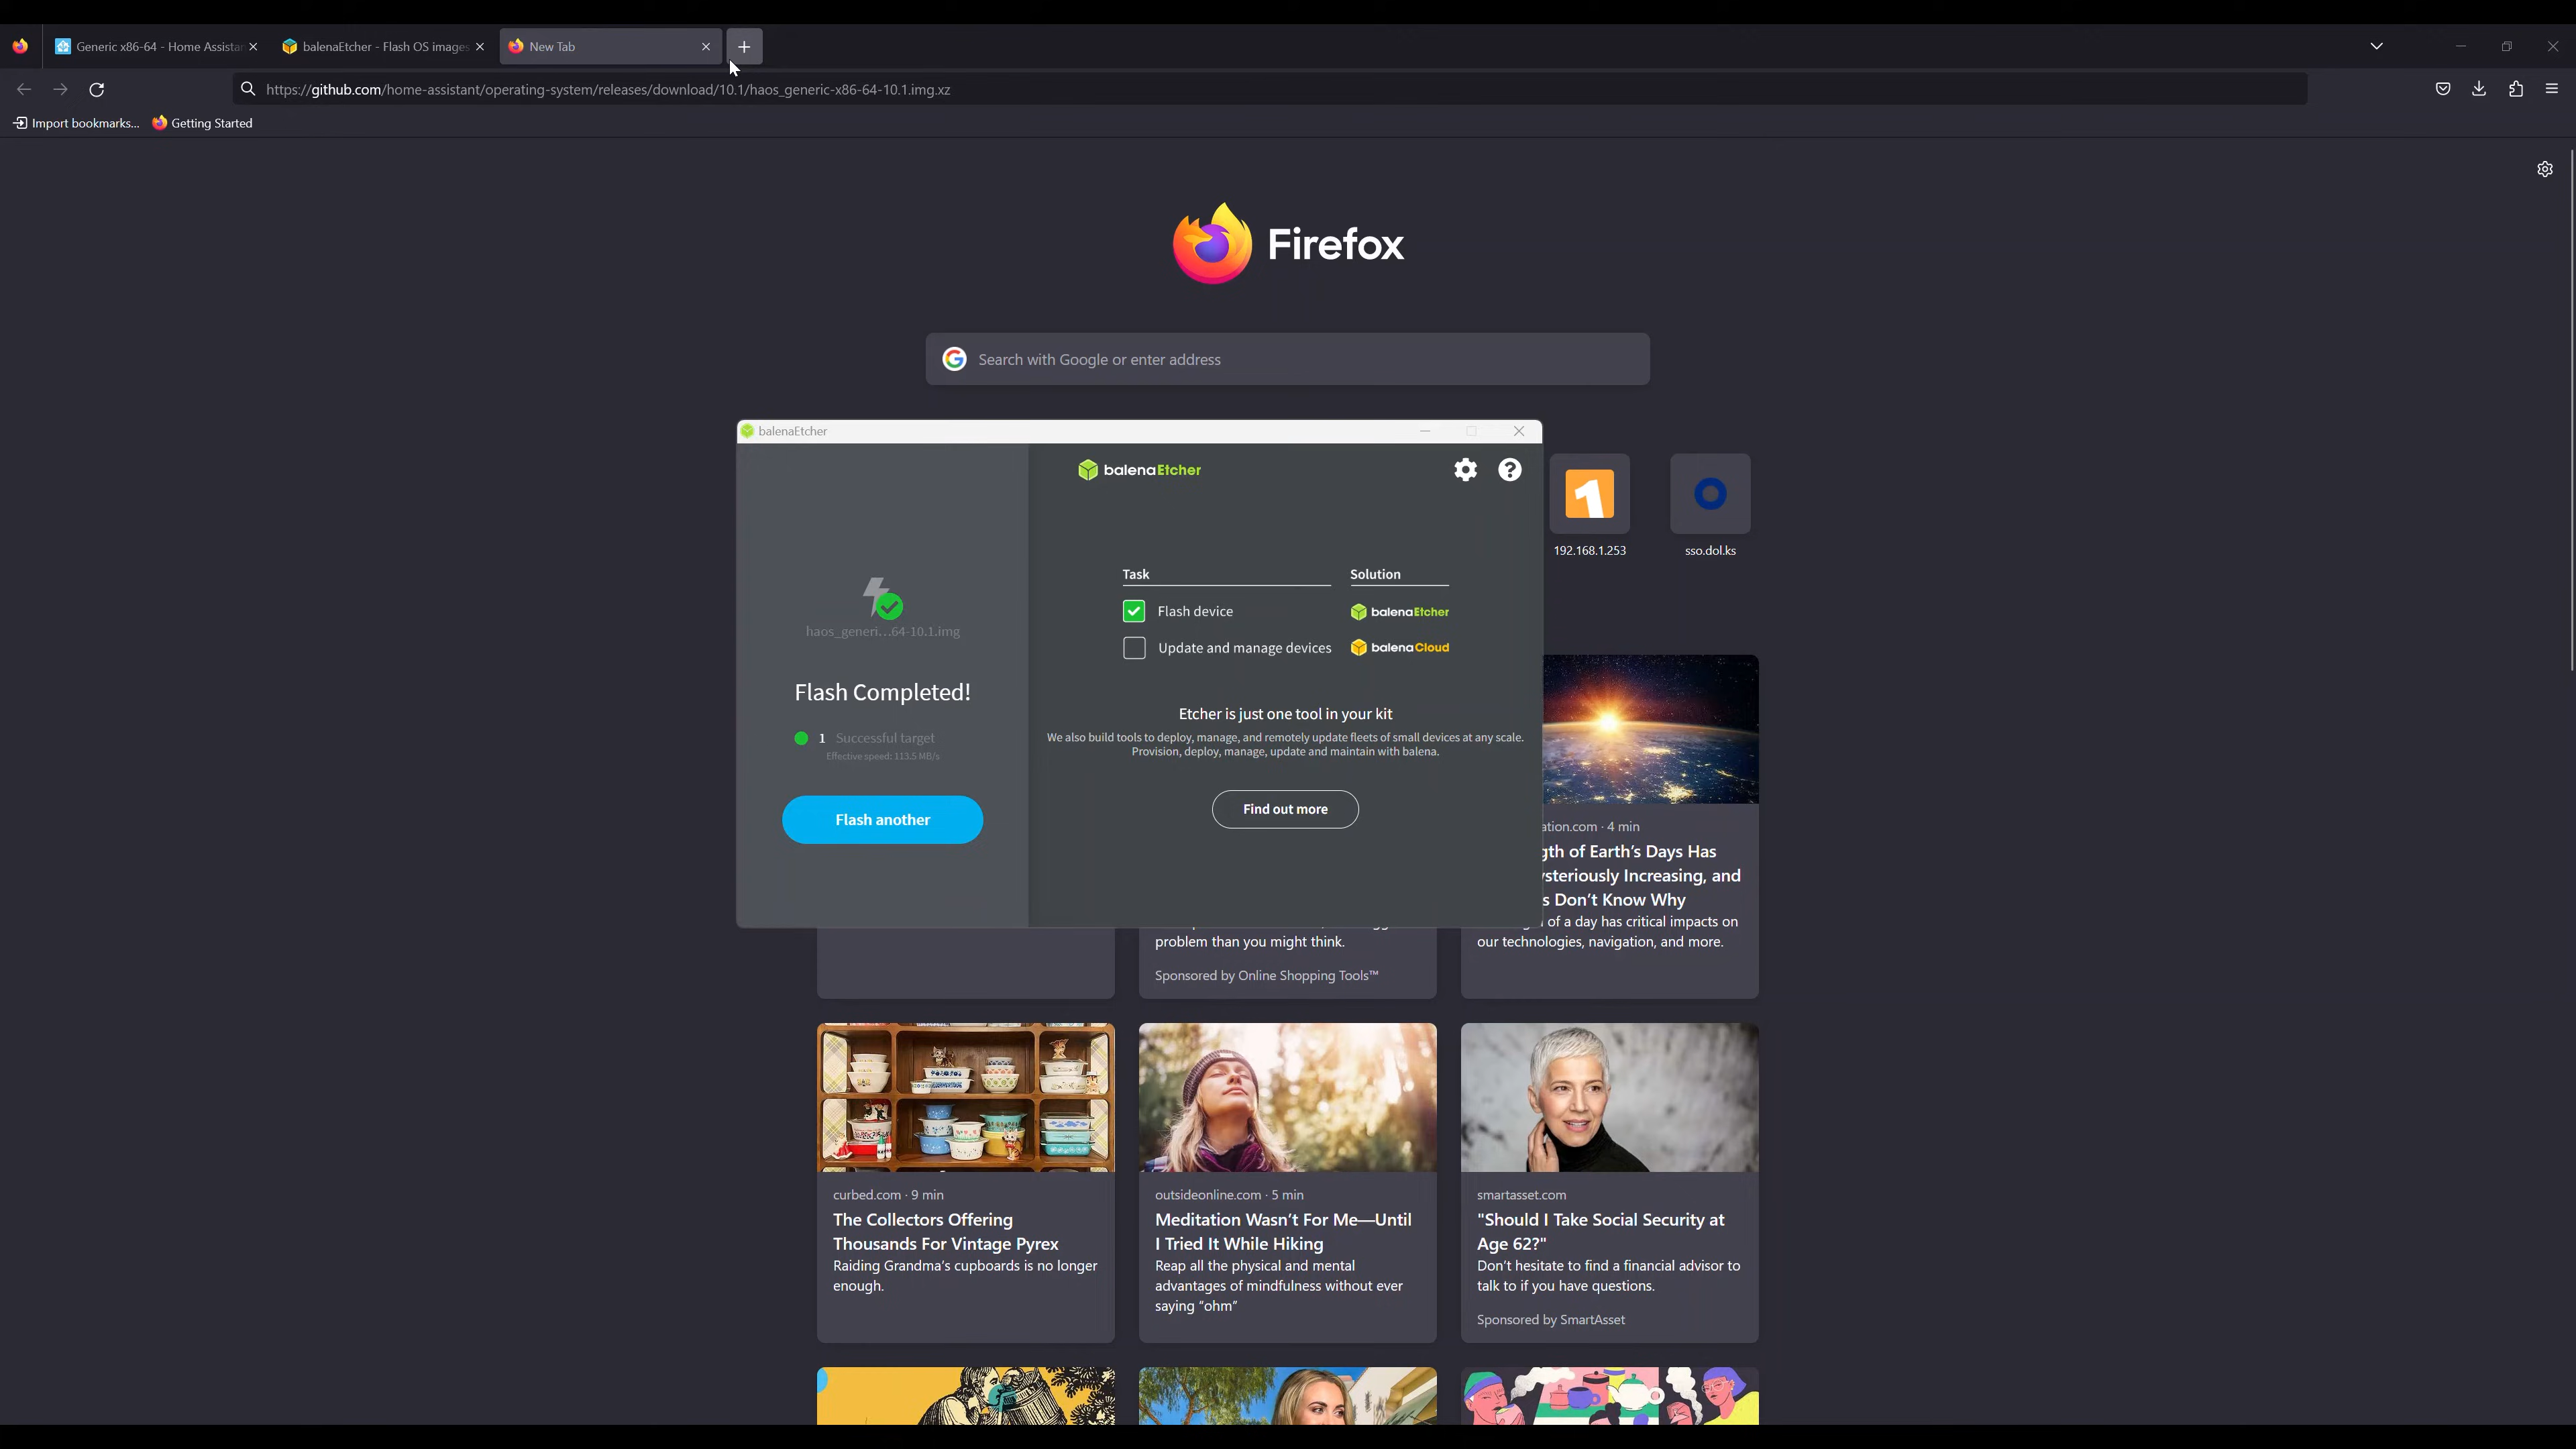 Generic x86-64 - Home Assistan
balenaEtcher - Flash OS images
New Tab
https://github.com/home-assistant/operating-system/releases/download/10.1/haos_generic-x86-64-10.1.img.xz
Import bookmarks...
Getting Started
Firefox
Search with Google or enter address
balenaEtcher
balenaEtcher
1
192.168.1.253
sso.dol.ks
haos_generi...64-10.1.img
Flash Completed!
1 Successful target
Effective speed: 113.5 MB/s
Flash another
Task
Solution
Flash device
balenaEtcher
Update and manage devices
balenaCloud
Etcher is just one tool in your kit
We also build tools to deploy, manage, and remotely update fleets of small devices at any scale.
Provision, deploy, manage, update and maintain with balena.
Find out more
ation.com · 4 min
gth of Earth's Days Has
ysteriously Increasing, and
s Don't Know Why
of a day has critical impacts on
our technologies, navigation, and more.
problem than you might think.
Sponsored by Online Shopping Tools™
curbed.com · 9 min
The Collectors Offering
Thousands For Vintage Pyrex
Raiding Grandma's cupboards is no longer
enough.
outsideonline.com · 5 min
Meditation Wasn't For Me—Until
I Tried It While Hiking
Reap all the physical and mental
advantages of mindfulness without ever
saying "ohm"
smartasset.com
"Should I Take Social Security at
Age 62?"
Don't hesitate to find a financial advisor to
talk to if you have questions.
Sponsored by SmartAsset